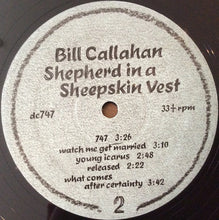 Bill Callahan
Shepherd in a
Sheepskin Vest
dc747
33⅓ rpm
747 3:26
watch me get married 3:10
young icarus 2:48
released 2:22
what comes
after certainty 3:42
2